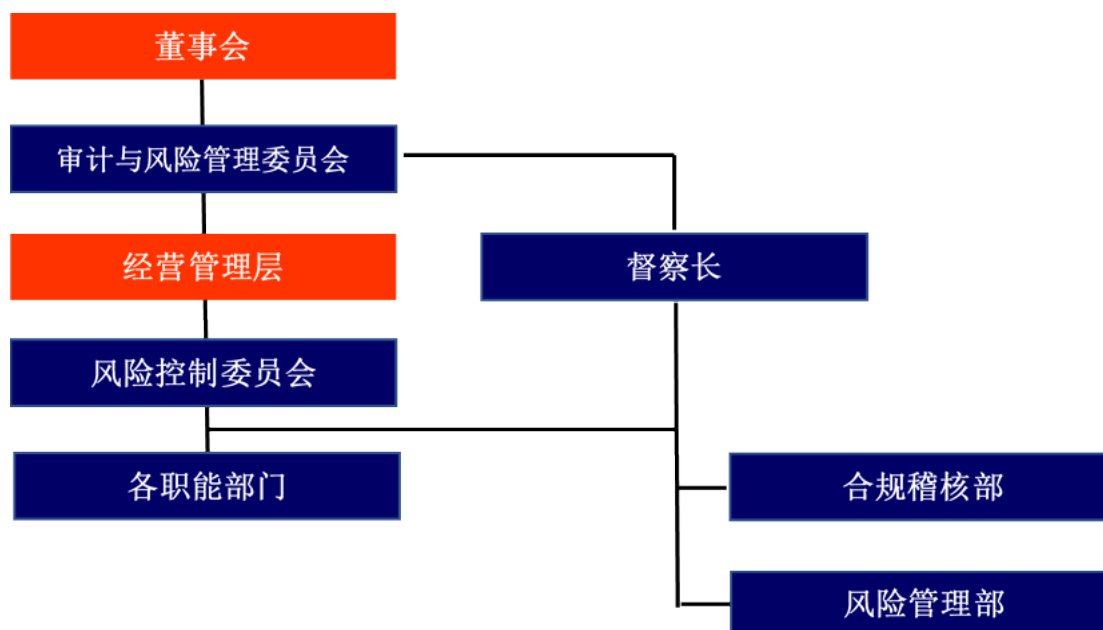 董事会
审计与风险管理委员会
经营管理层
督察长
风险控制委员会
各职能部门
合规稽核部
风险管理部